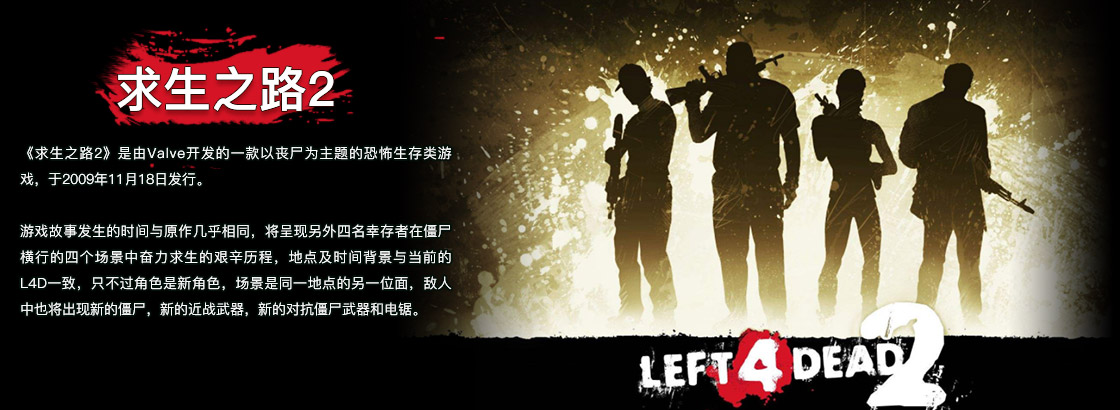 求生之路2
《求生之路2》是由Valve开发的一款以丧尸为主题的恐怖生存类游
戏，于2009年11月18日发行。
游戏故事发生的时间与原作几乎相同，将呈现另外四名幸存者在僵尸
横行的四个场景中奋力求生的艰辛历程，地点及时间背景与当前的
L4D一致，只不过角色是新角色，场景是同一地点的另一位面，敌人
中也将出现新的僵尸，新的近战武器，新的对抗僵尸武器和电锯。
LEFT 4 DEAD 2